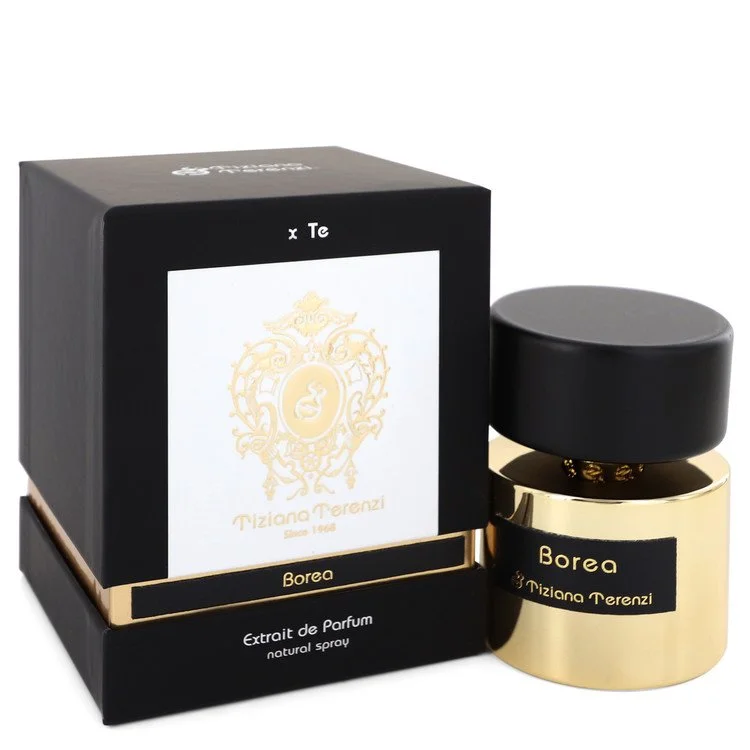 Tiziana
Terenzi
x Te
Tiziana Terenzi
Since 1968
Borea
Extrait de Parfum
natural spray
Borea
Tiziana Terenzi